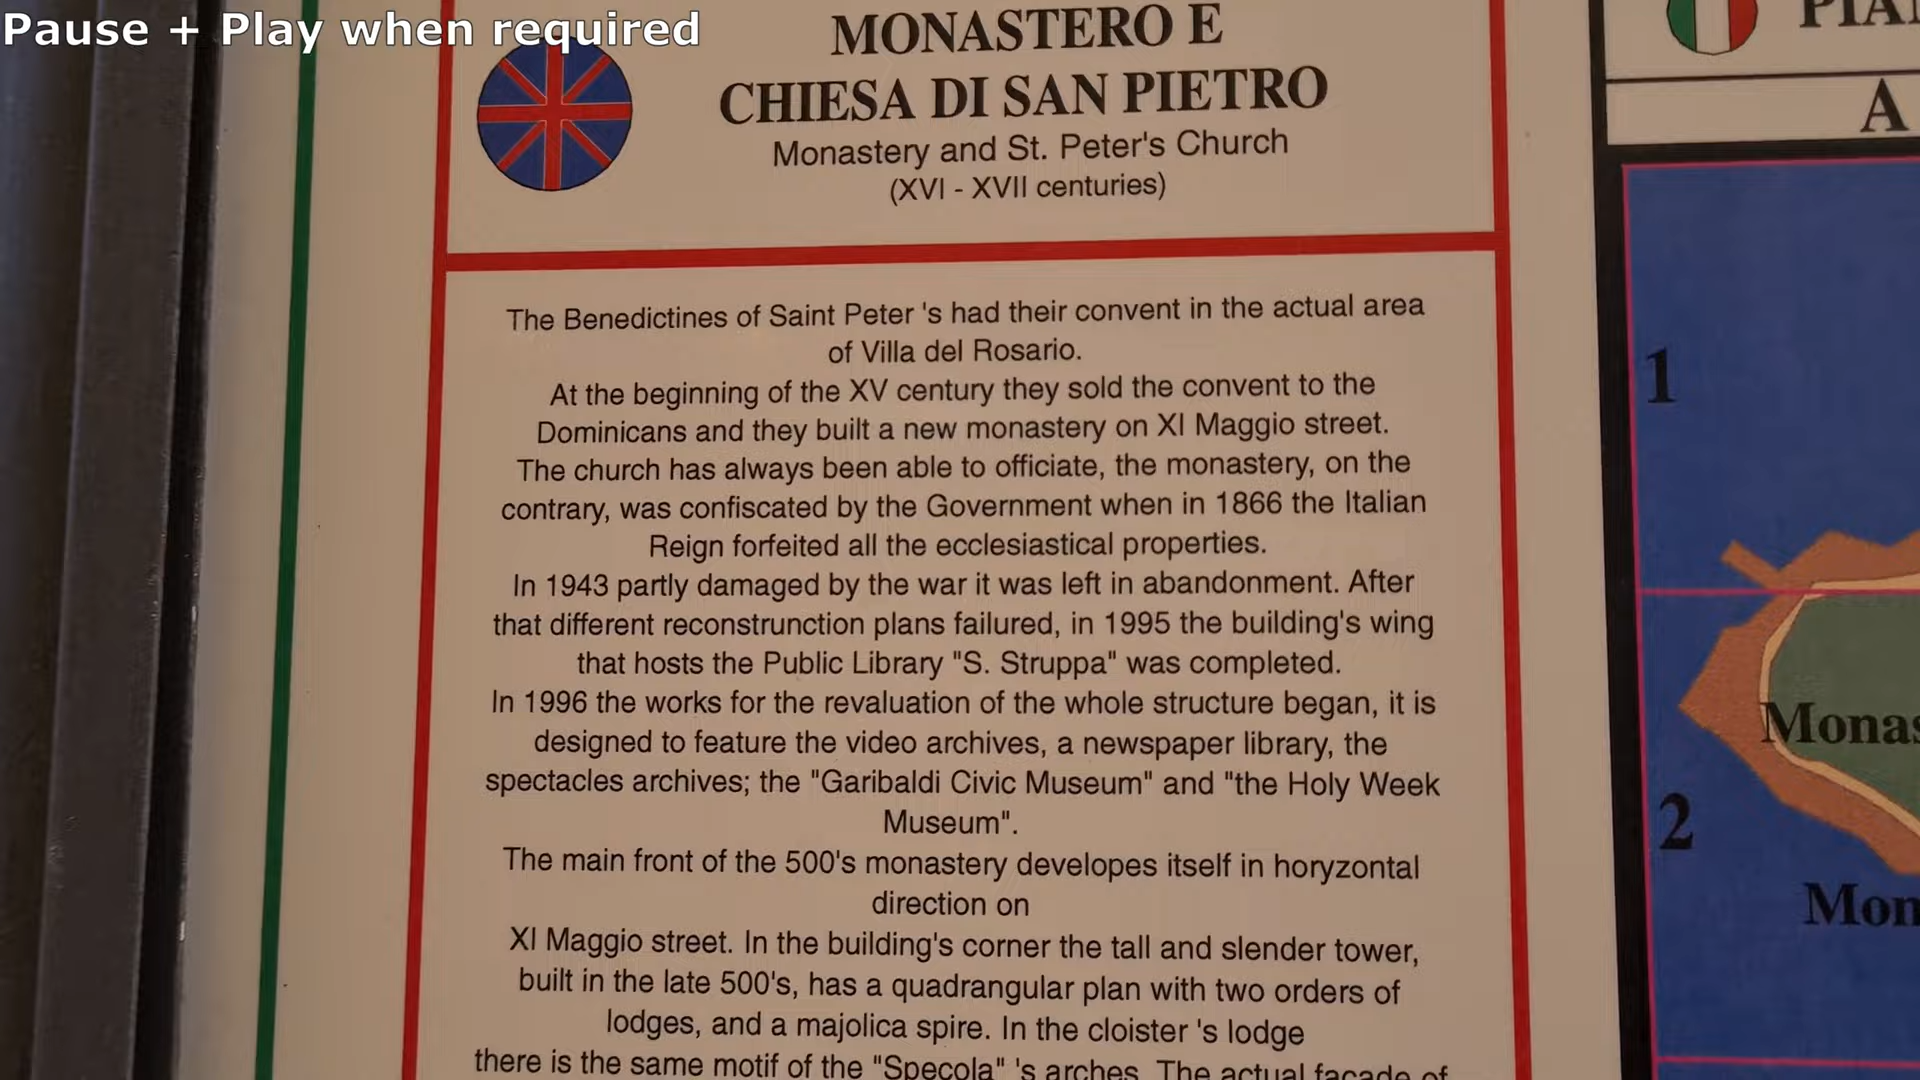 Pause + Play when required
MONASTERO E
CHIESA DI SAN PIETRO
Monastery and St. Peter's Church
(XVI - XVII centuries)
The Benedictines of Saint Peter 's had their convent in the actual area
of Villa del Rosario.
At the beginning of the XV century they sold the convent to the
Dominicans and they built a new monastery on XI Maggio street.
The church has always been able to officiate, the monastery, on the
contrary, was confiscated by the Government when in 1866 the Italian
Reign forfeited all the ecclesiastical properties.
In 1943 partly damaged by the war it was left in abandonment. After
that different reconstrunction plans failured, in 1995 the building's wing
that hosts the Public Library "S. Struppa" was completed.
In 1996 the works for the revaluation of the whole structure began, it is
designed to feature the video archives, a newspaper library, the
spectacles archives; the "Garibaldi Civic Museum" and "the Holy Week
Museum".
The main front of the 500's monastery developes itself in horyzontal
direction on
XI Maggio street. In the building's corner the tall and slender tower,
built in the late 500's, has a quadrangular plan with two orders of
lodges, and a majolica spire. In the cloister 's lodge
there is the same motif of the "Specola" 's arches. The actual facade of
A
1
2